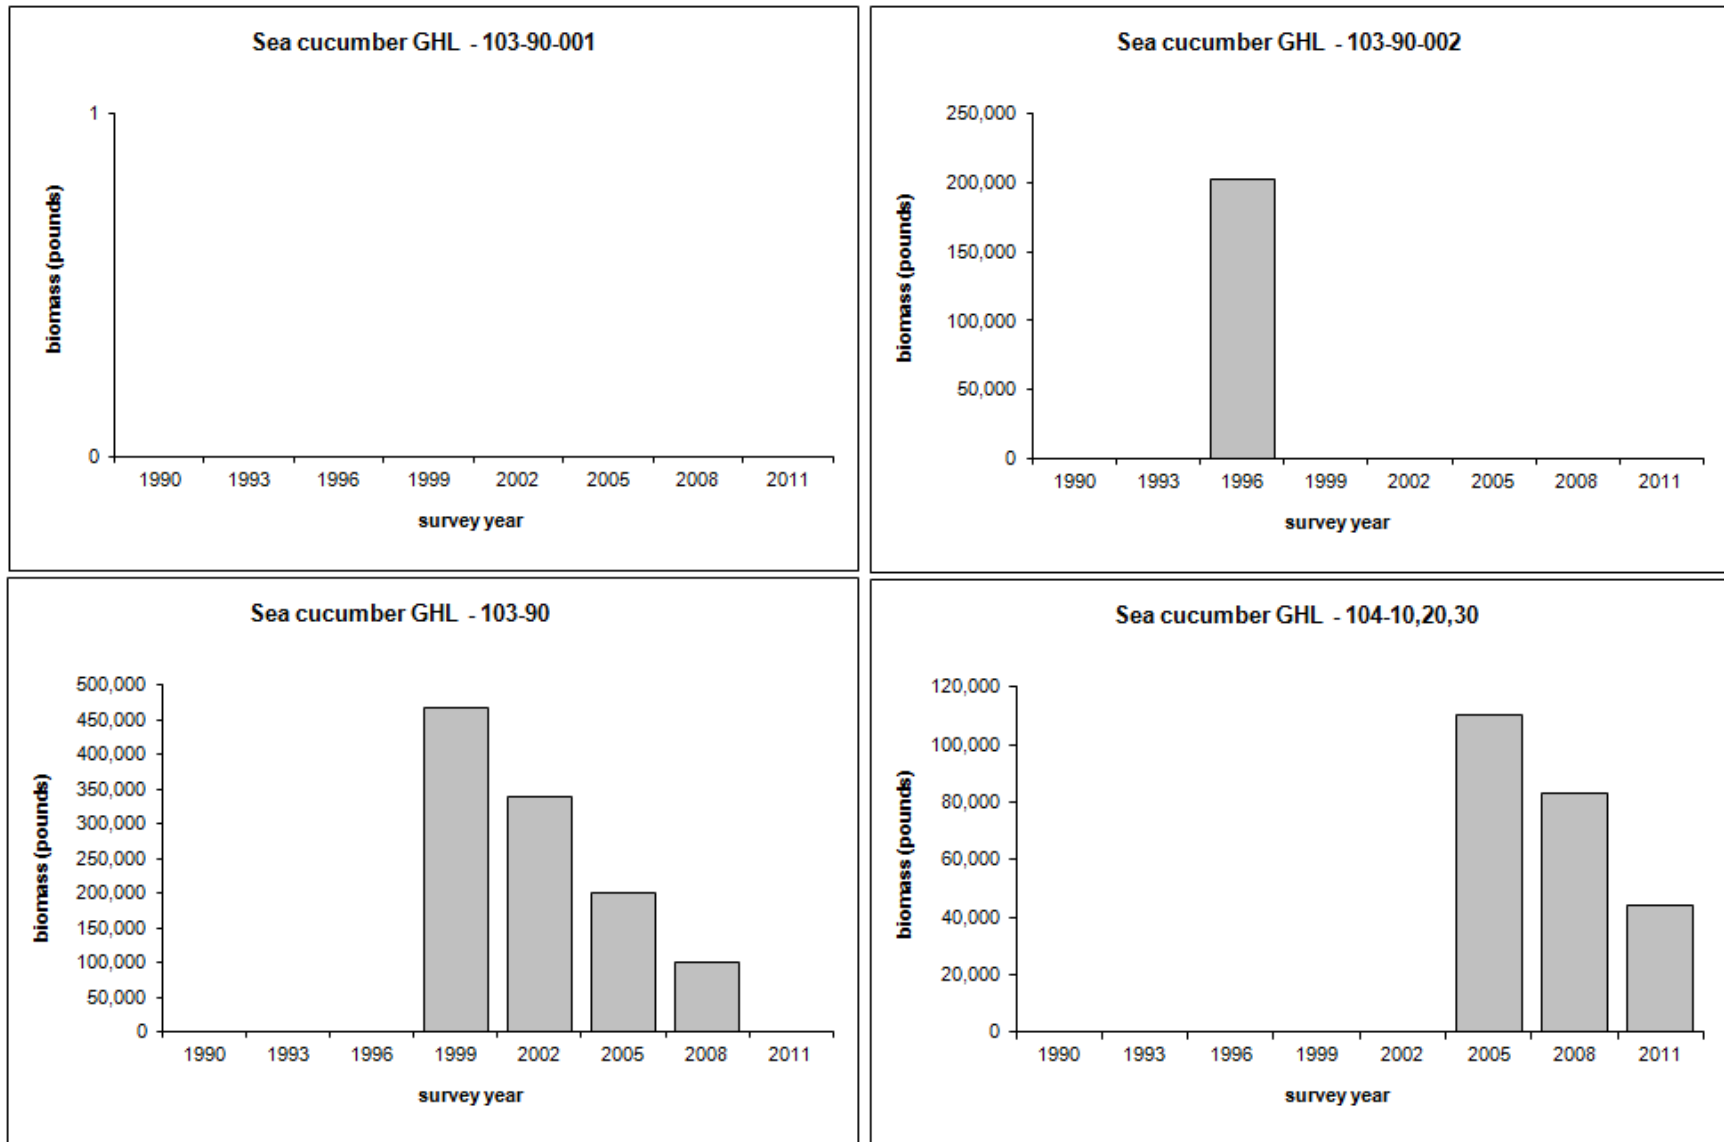 Sea cucumber GHL - 103-90-001
1
0
biomass (pounds)
1990 1993 1996 1999 2002 2005 2008 2011
survey year
Sea cucumber GHL - 103-90-002
250,000
200,000
150,000
100,000
50,000
0
biomass (pounds)
1990 1993 1996 1999 2002 2005 2008 2011
survey year
Sea cucumber GHL - 103-90
500,000
450,000
400,000
350,000
300,000
250,000
200,000
150,000
100,000
50,000
0
biomass (pounds)
1990 1993 1996 1999 2002 2005 2008 2011
survey year
Sea cucumber GHL - 104-10,20,30
120,000
100,000
80,000
60,000
40,000
20,000
0
biomass (pounds)
1990 1993 1996 1999 2002 2005 2008 2011
survey year